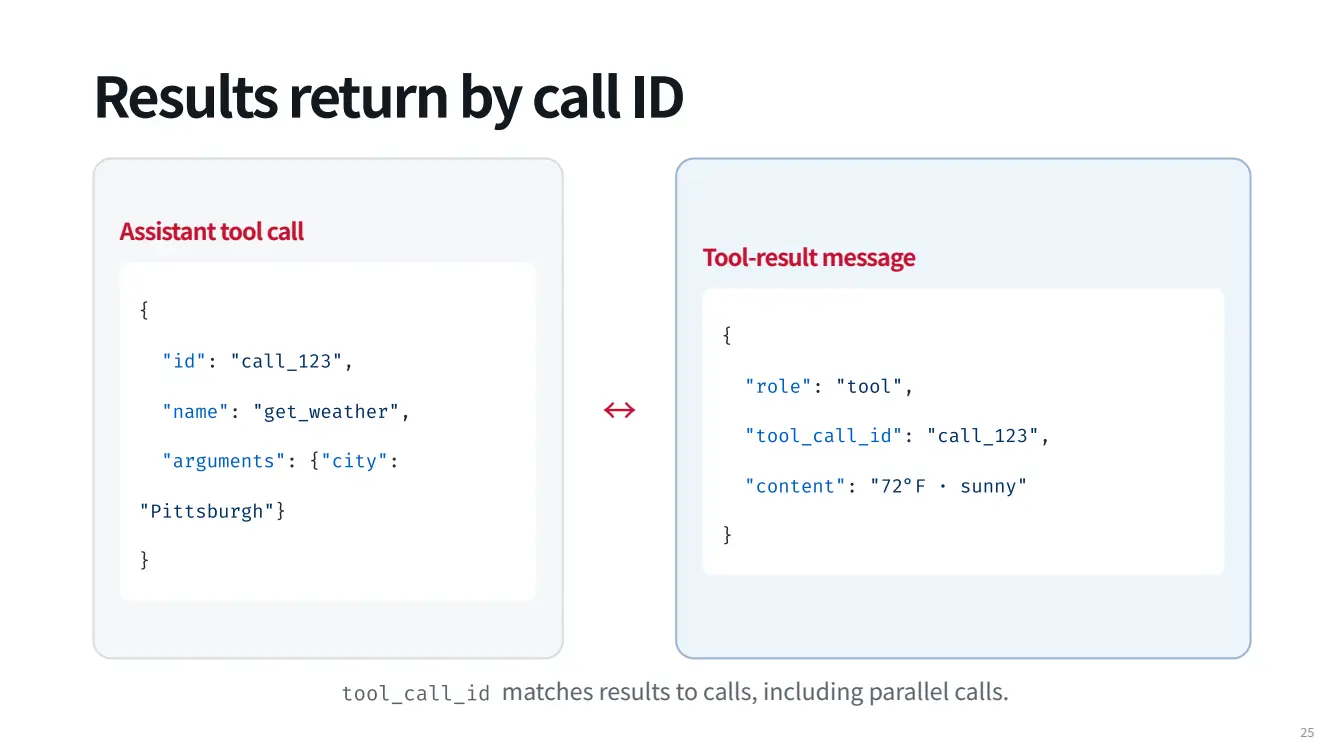 Results return by call ID
Assistant tool call
{
"id": "call_123",
"name": "get_weather",
"arguments": {"city":
"Pittsburgh"}
}
↔
Tool-result message
{
"role": "tool",
"tool_call_id": "call_123",
"content": "72°F · sunny"
}
tool_call_id matches results to calls, including parallel calls.
25